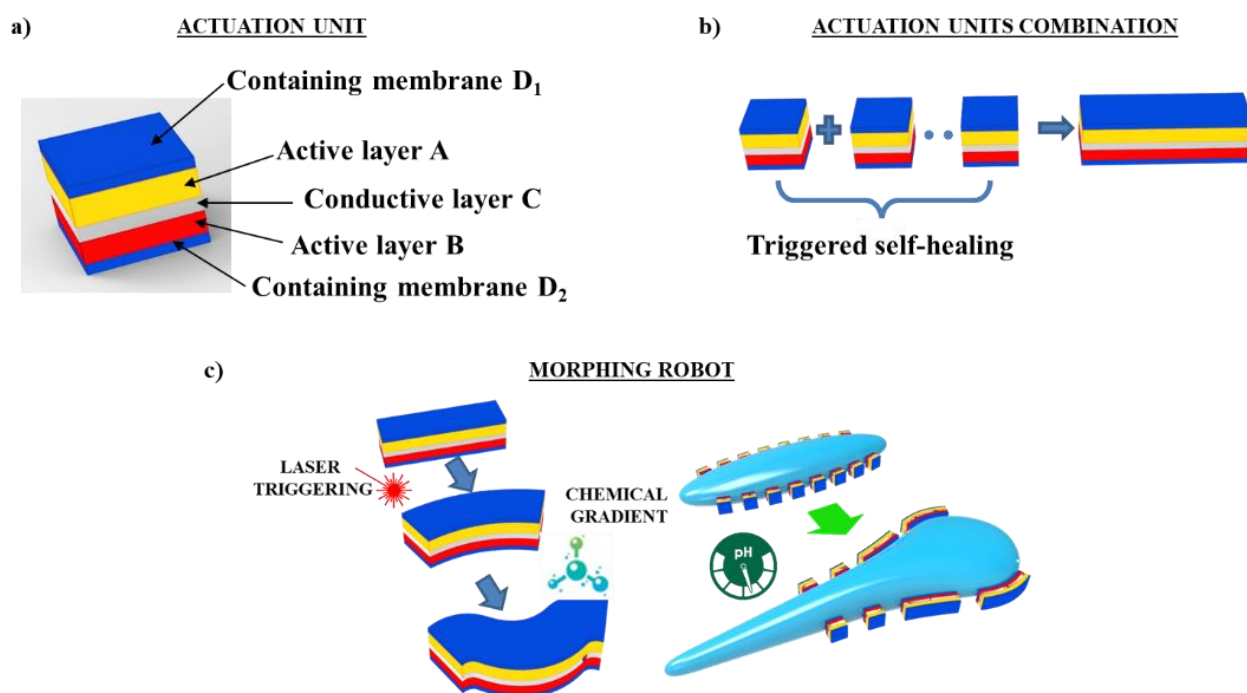 a)
ACTUATION UNIT
Containing membrane D1
Active layer A
Conductive layer C
Active layer B
Containing membrane D2
b)
ACTUATION UNITS COMBINATION
Triggered self-healing
c)
MORPHING ROBOT
LASER
TRIGGERING
CHEMICAL
GRADIENT
pH